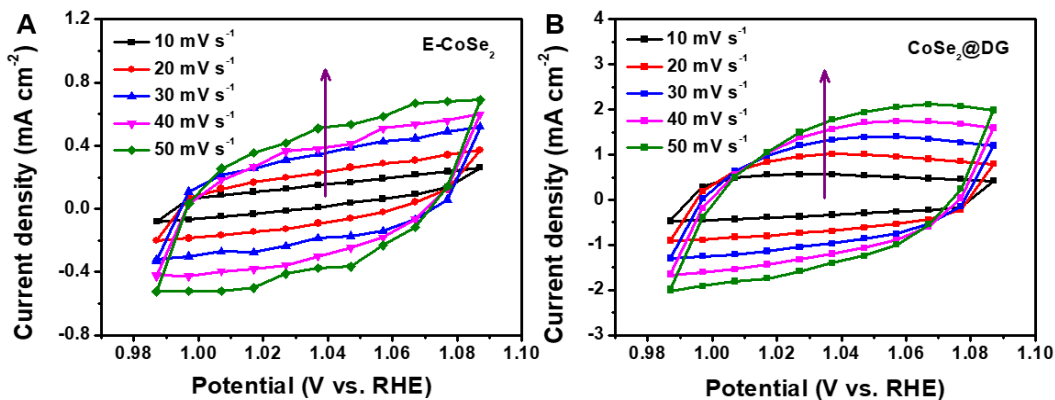 A
E-CoSe₂
10 mV s⁻¹
20 mV s⁻¹
30 mV s⁻¹
40 mV s⁻¹
50 mV s⁻¹
1.2
0.8
0.4
0.0
-0.4
-0.8
0.98 1.00 1.02 1.04 1.06 1.08 1.10
Current density (mA cm⁻²)
Potential (V vs. RHE)
B
CoSe₂@DG
10 mV s⁻¹
20 mV s⁻¹
30 mV s⁻¹
40 mV s⁻¹
50 mV s⁻¹
4
3
2
1
0
-1
-2
-3
0.98 1.00 1.02 1.04 1.06 1.08 1.10
Current density (mA cm⁻²)
Potential (V vs. RHE)